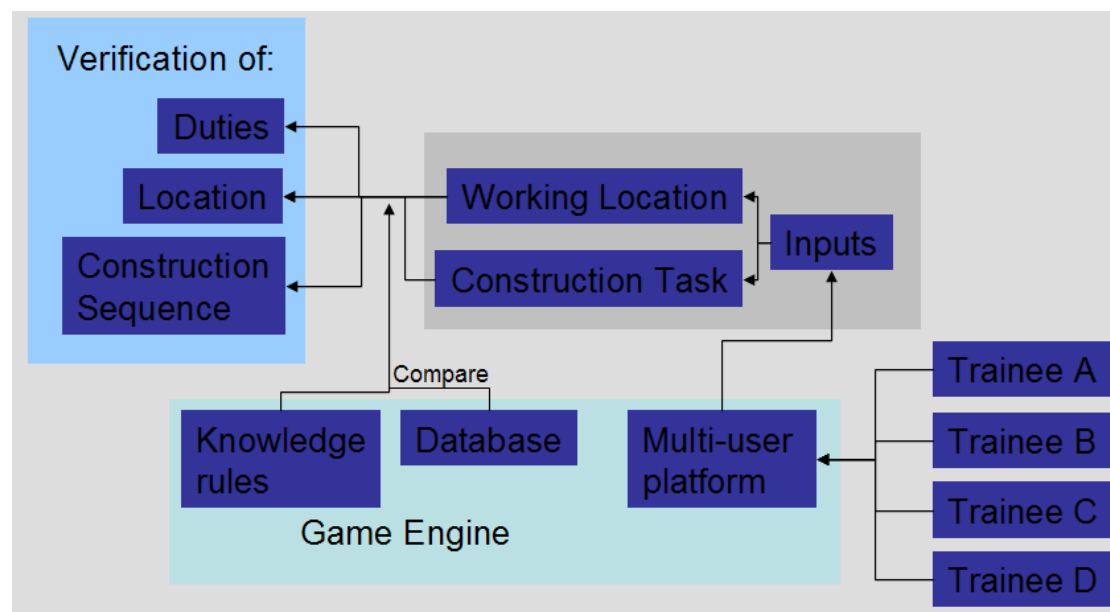 Verification of:
Duties
Location
Construction
Sequence
Working Location
Construction Task
Inputs
Compare
Knowledge
rules
Database
Multi-user
platform
Game Engine
Trainee A
Trainee B
Trainee C
Trainee D